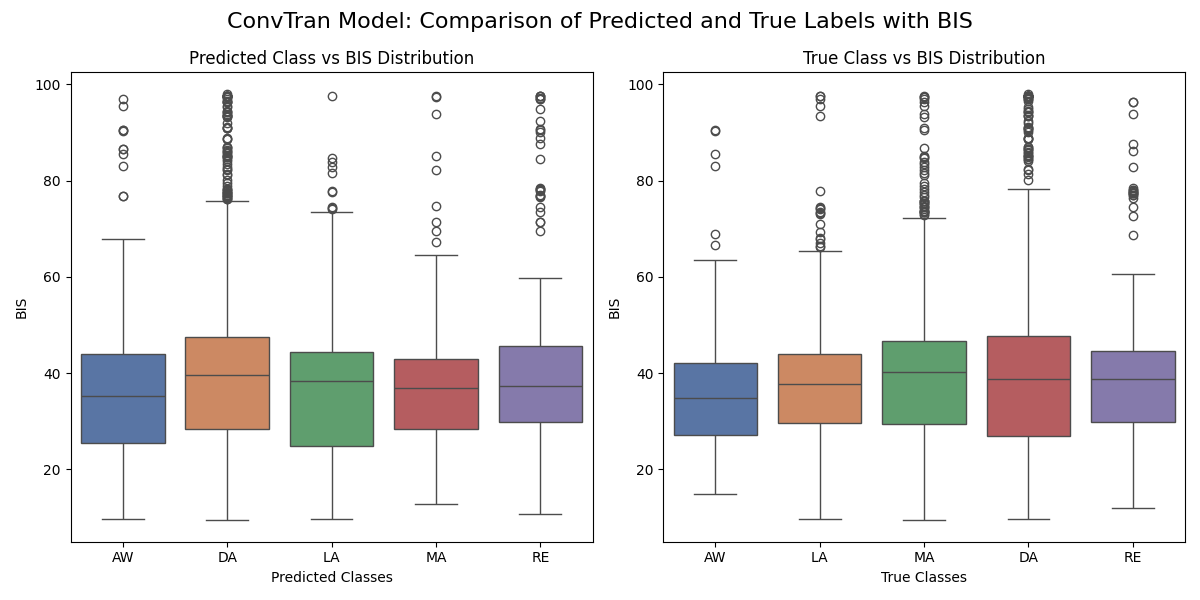 ConvTran Model: Comparison of Predicted and True Labels with BIS
Predicted Class vs BIS Distribution
100
80
60
40
20
BIS
AW DA LA MA RE
Predicted Classes
True Class vs BIS Distribution
100
80
60
40
20
BIS
AW LA MA DA RE
True Classes